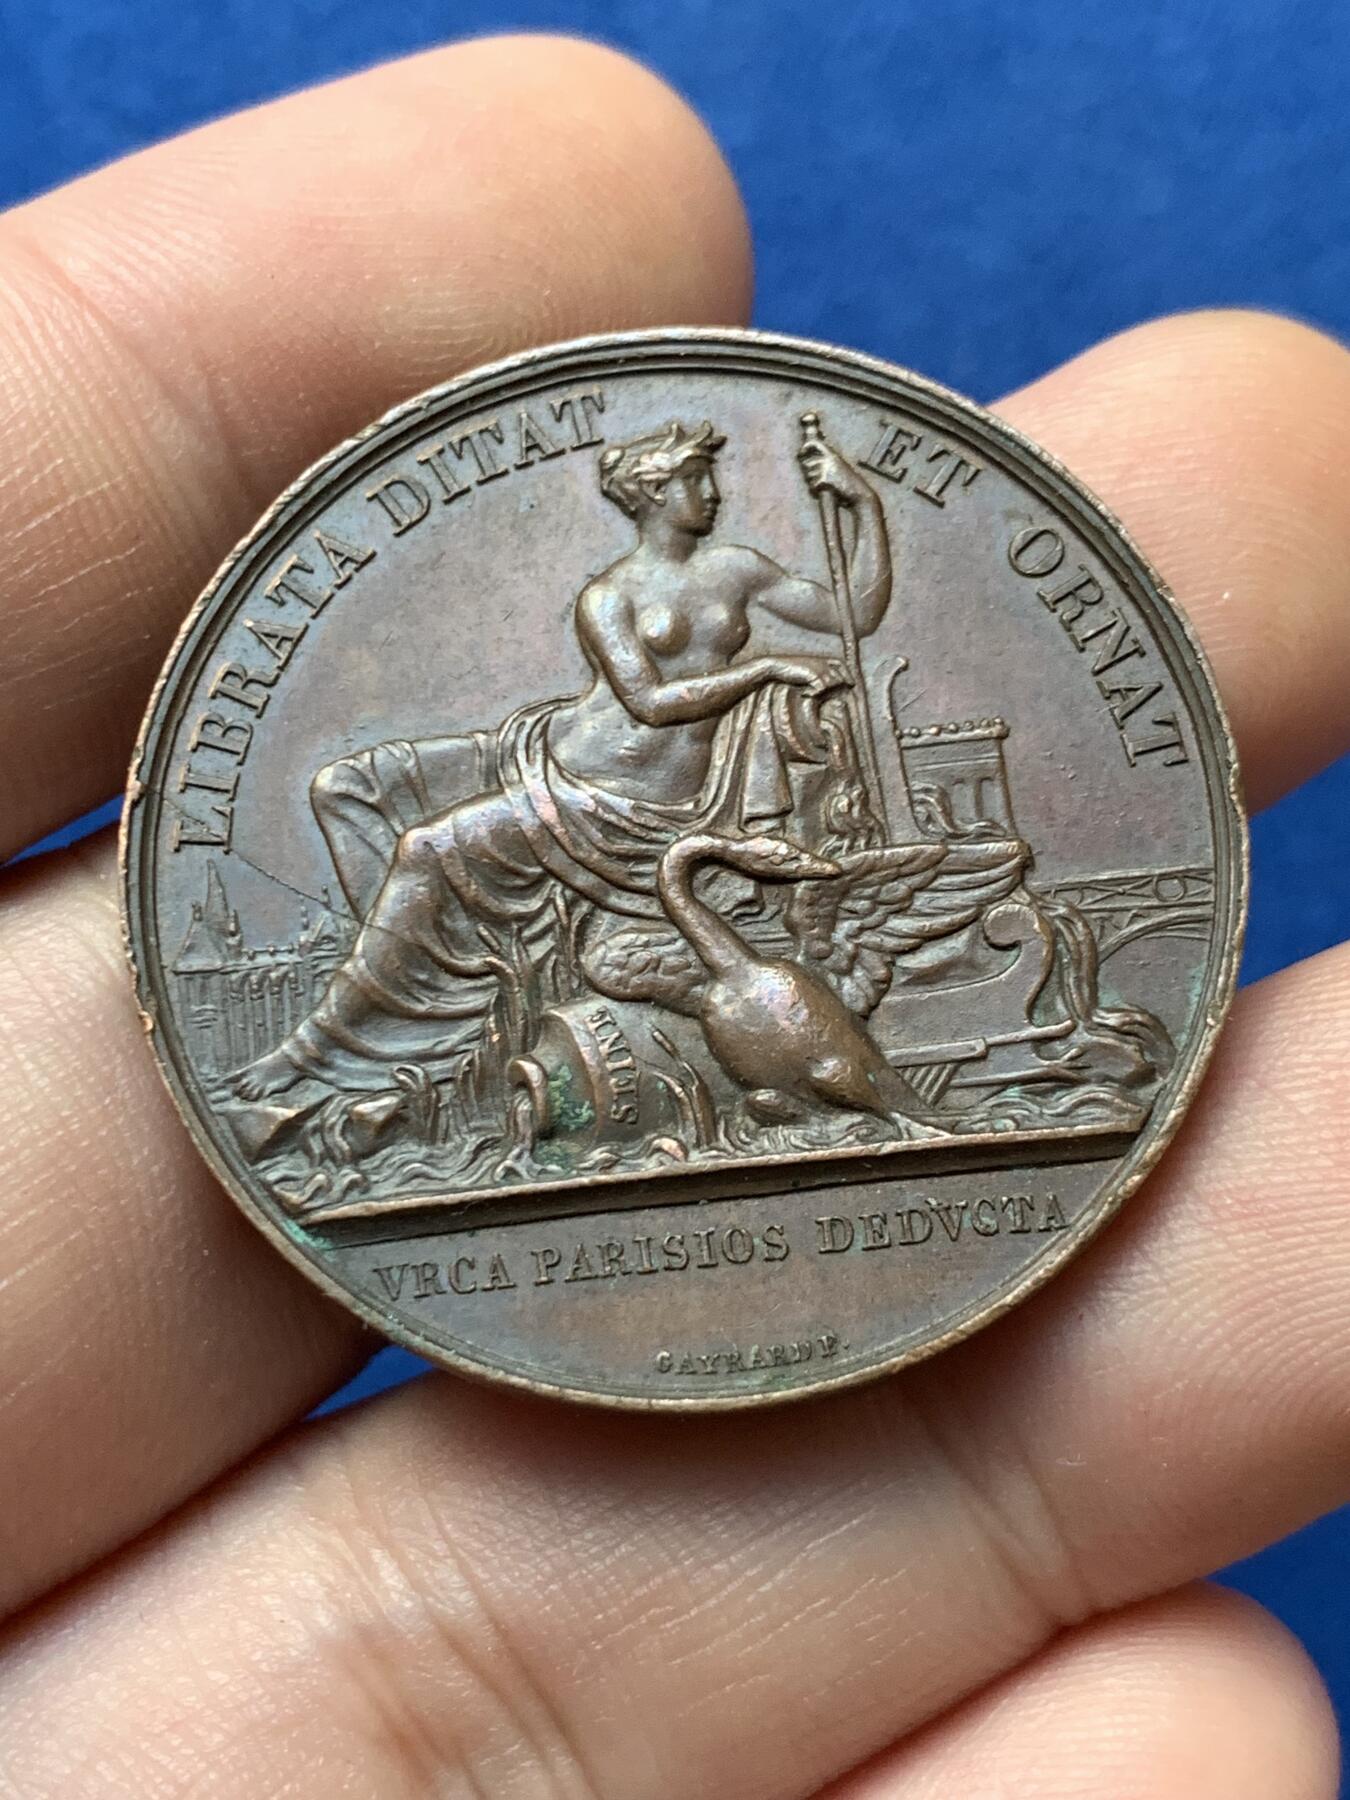 LIBRATA DITAT ET ORNAT
SEINE
VRCA PARISIOS DEDVCTA
GAYRARD F.